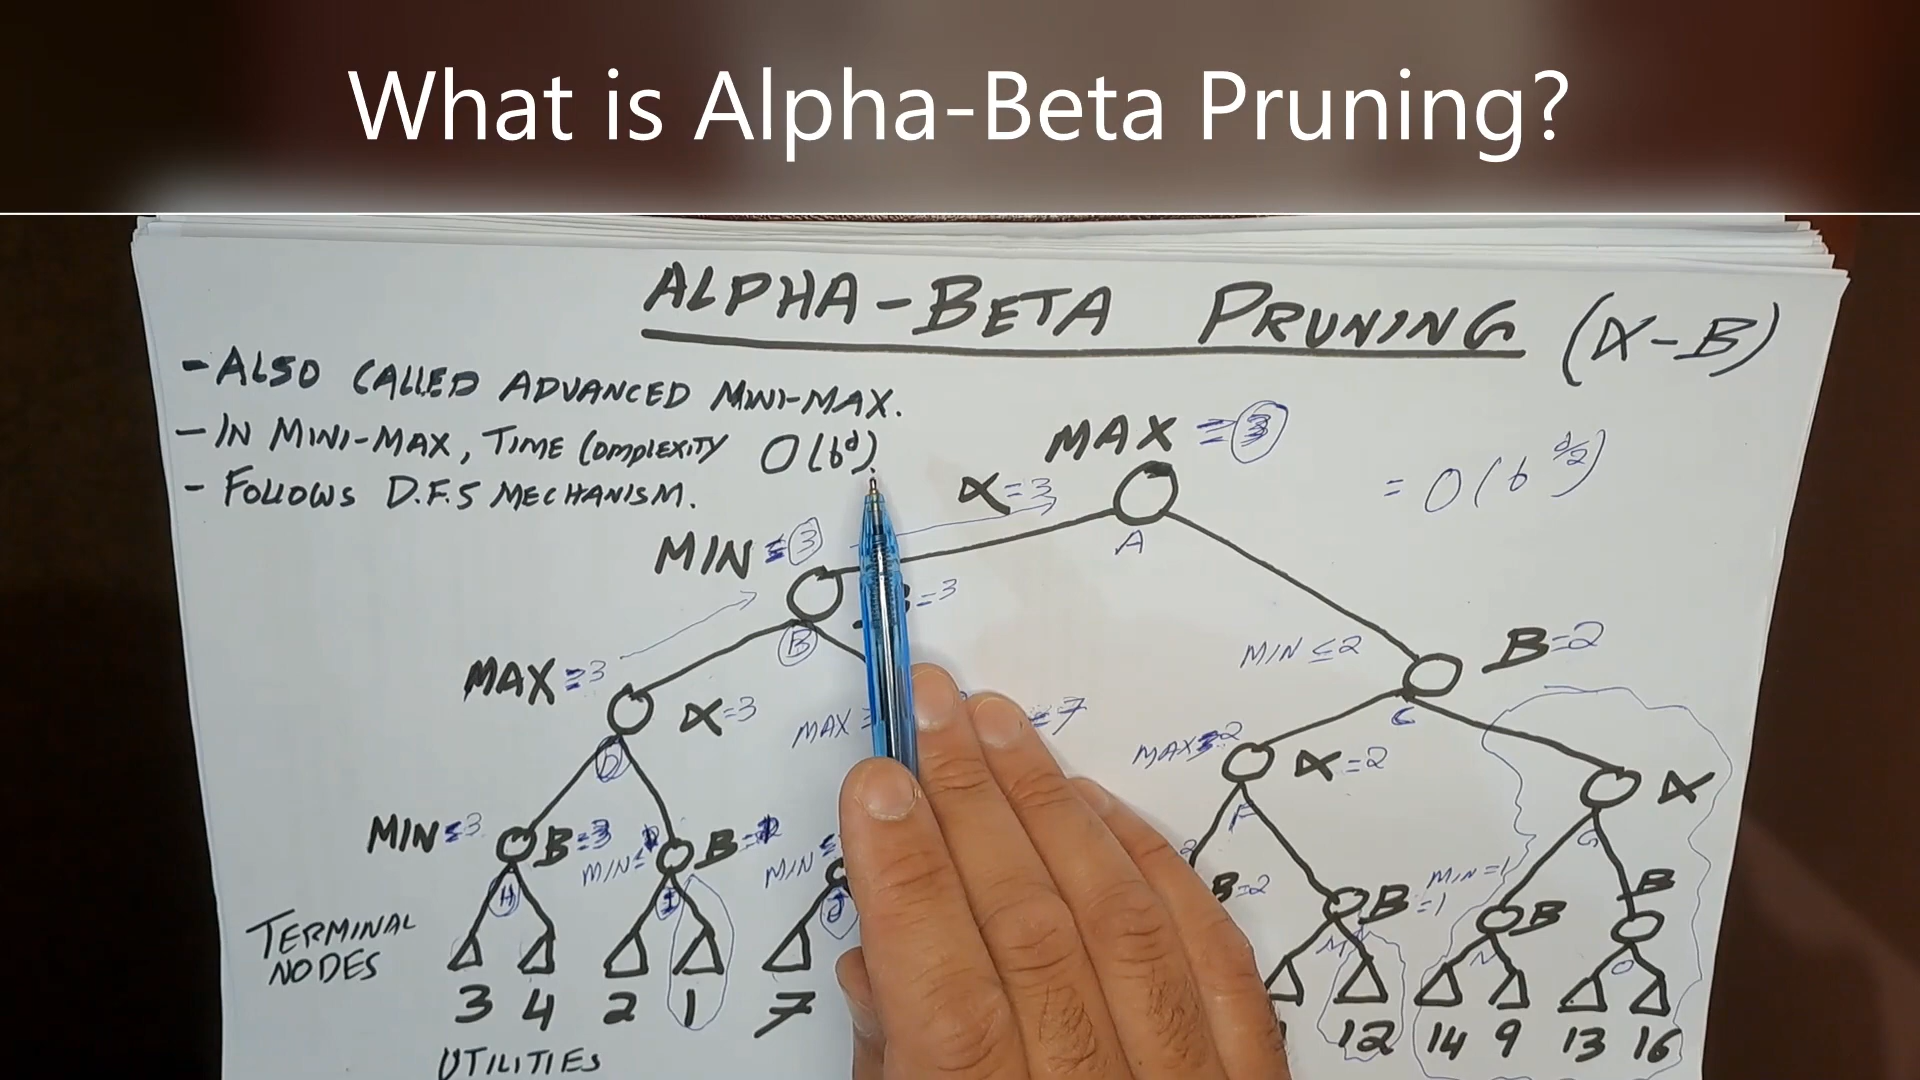 What is Alpha-Beta Pruning?
ALPHA-BETA PRUNING (α-B)
- ALSO CALLED ADVANCED MINI-MAX.
- IN MINI-MAX, TIME COMPLEXITY O(b^d).
- FOLLOWS D.F.S MECHANISM.
MAX ≥ 3
= O(b^d/2)
α=3
A
MIN ≤ 3
B=3
B
MIN ≤ 2
B=2
C
MAX ≥ 3
α=3
D
MAX ≥
=7
MAX ≥ 2
α=2
F
α
G
MIN ≤ 3
B=3
H
MIN ≤
B=
I
MIN ≤
J
2
B=2
B=1
M
MIN=1
B
N
B
O
TERMINAL
NODES
3 4 2 1 7 12 14 9 13 16
UTILITIES